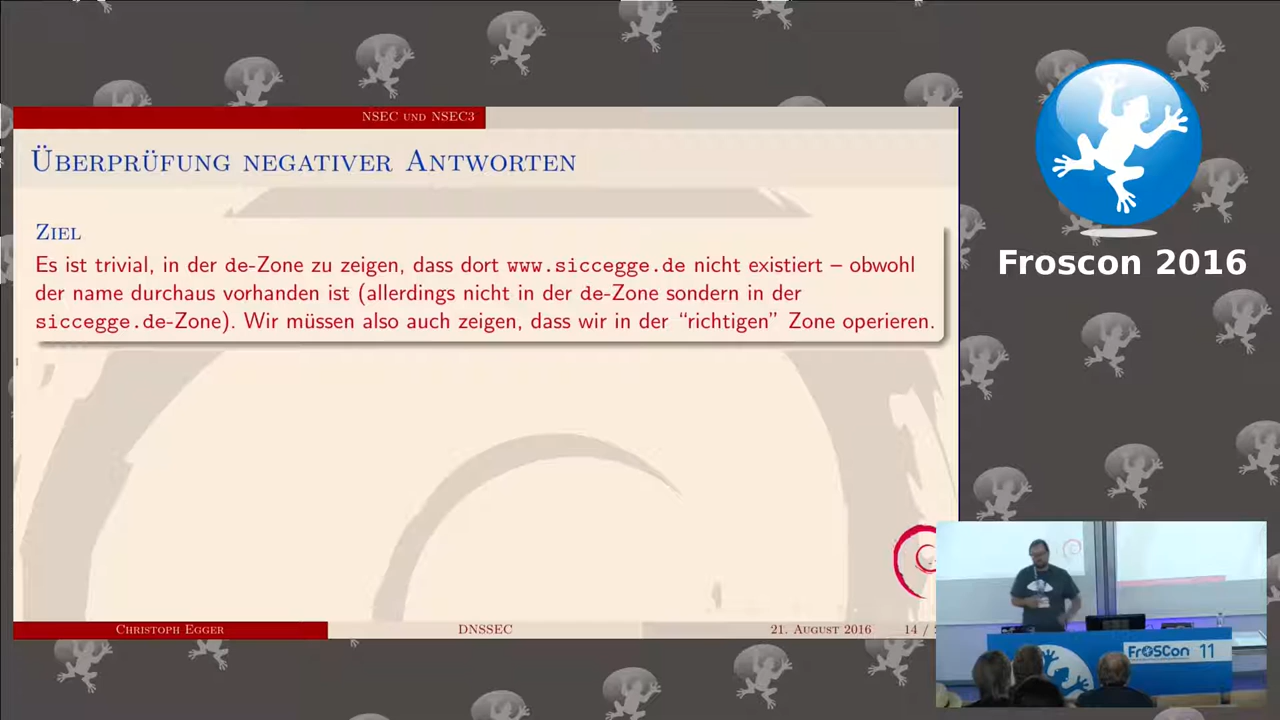 NSEC und NSEC3
Überprüfung negativer Antworten
Ziel
Es ist trivial, in der de-Zone zu zeigen, dass dort www.siccegge.de nicht existiert – obwohl
der name durchaus vorhanden ist (allerdings nicht in der de-Zone sondern in der
siccegge.de-Zone). Wir müssen also auch zeigen, dass wir in der “richtigen” Zone operieren.
Christoph Egger
DNSSEC
21. August 2016
14 /
Froscon 2016
FrOSCon 11